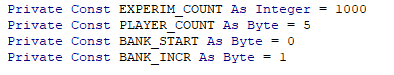 Private Const EXPERIM_COUNT As Integer = 1000
Private Const PLAYER_COUNT As Byte = 5
Private Const BANK_START As Byte = 0
Private Const BANK_INCR As Byte = 1